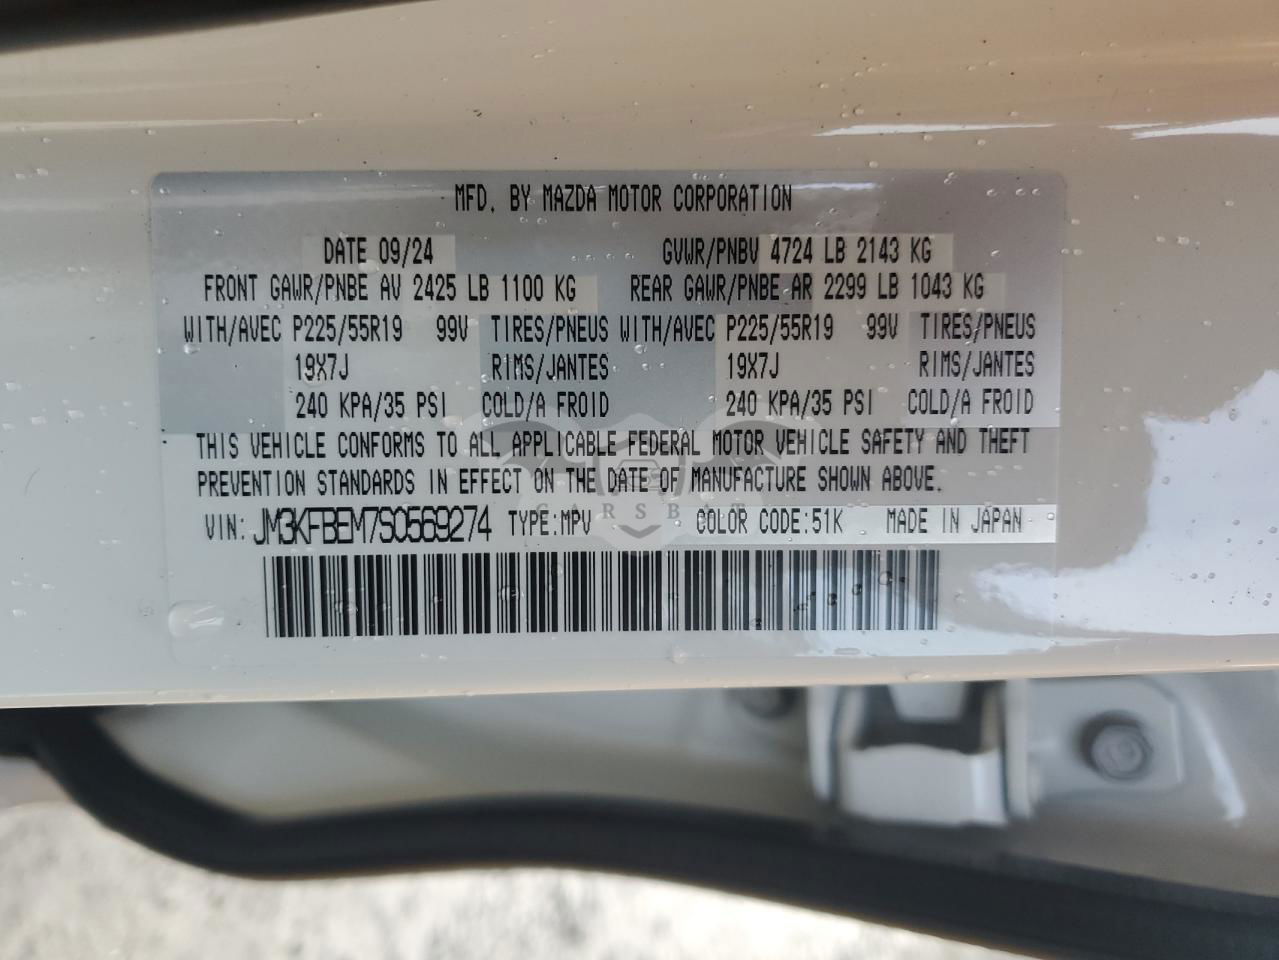 MFD. BY MAZDA MOTOR CORPORATION
DATE 09/24 GVWR/PNBV 4724 LB 2143 KG
FRONT GAWR/PNBE AV 2425 LB 1100 KG REAR GAWR/PNBE AR 2299 LB 1043 KG
WITH/AVEC P225/55R19 99V TIRES/PNEUS WITH/AVEC P225/55R19 99V TIRES/PNEUS
19X7J RIMS/JANTES 19X7J RIMS/JANTES
240 KPA/35 PSI COLD/A FROID 240 KPA/35 PSI COLD/A FROID
THIS VEHICLE CONFORMS TO ALL APPLICABLE FEDERAL MOTOR VEHICLE SAFETY AND THEFT
PREVENTION STANDARDS IN EFFECT ON THE DATE OF MANUFACTURE SHOWN ABOVE.
CARSBAT
VIN: JM3KFBEM7S0569274 TYPE:MPV COLOR CODE:51K MADE IN JAPAN